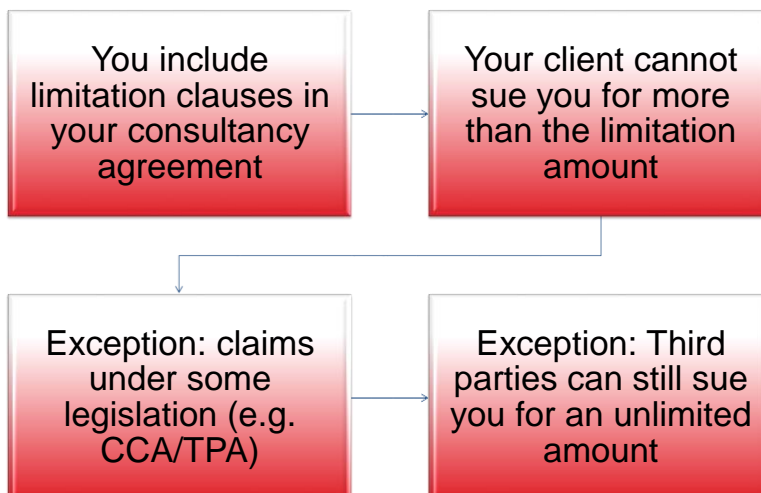 You include
limitation clauses in
your consultancy
agreement
Your client cannot
sue you for more
than the limitation
amount
Exception: claims
under some
legislation (e.g.
CCA/TPA)
Exception: Third
parties can still sue
you for an unlimited
amount